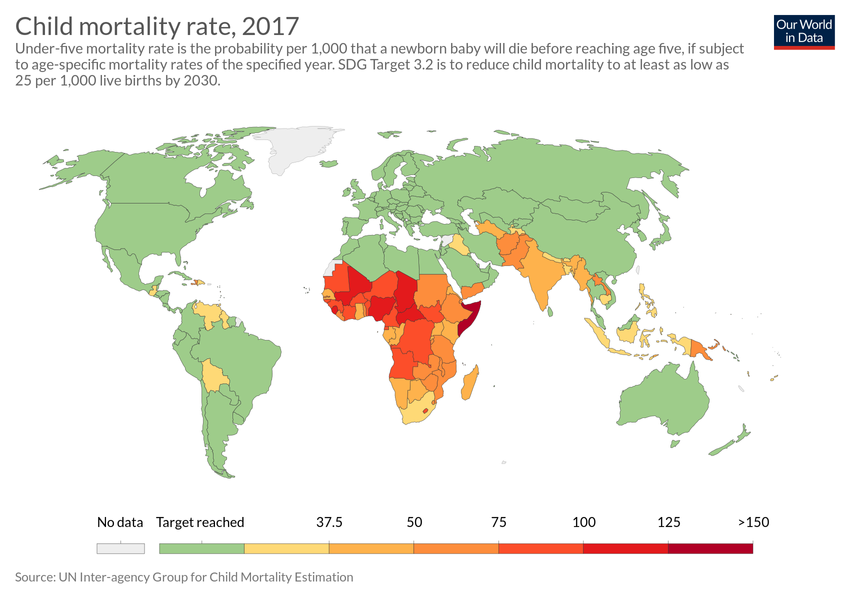 Child mortality rate, 2017
Our World
in Data
Under-five mortality rate is the probability per 1,000 that a newborn baby will die before reaching age five, if subject
to age-specific mortality rates of the specified year. SDG Target 3.2 is to reduce child mortality to at least as low as
25 per 1,000 live births by 2030.
No data Target reached 37.5 50 75 100 125 >150
Source: UN Inter-agency Group for Child Mortality Estimation